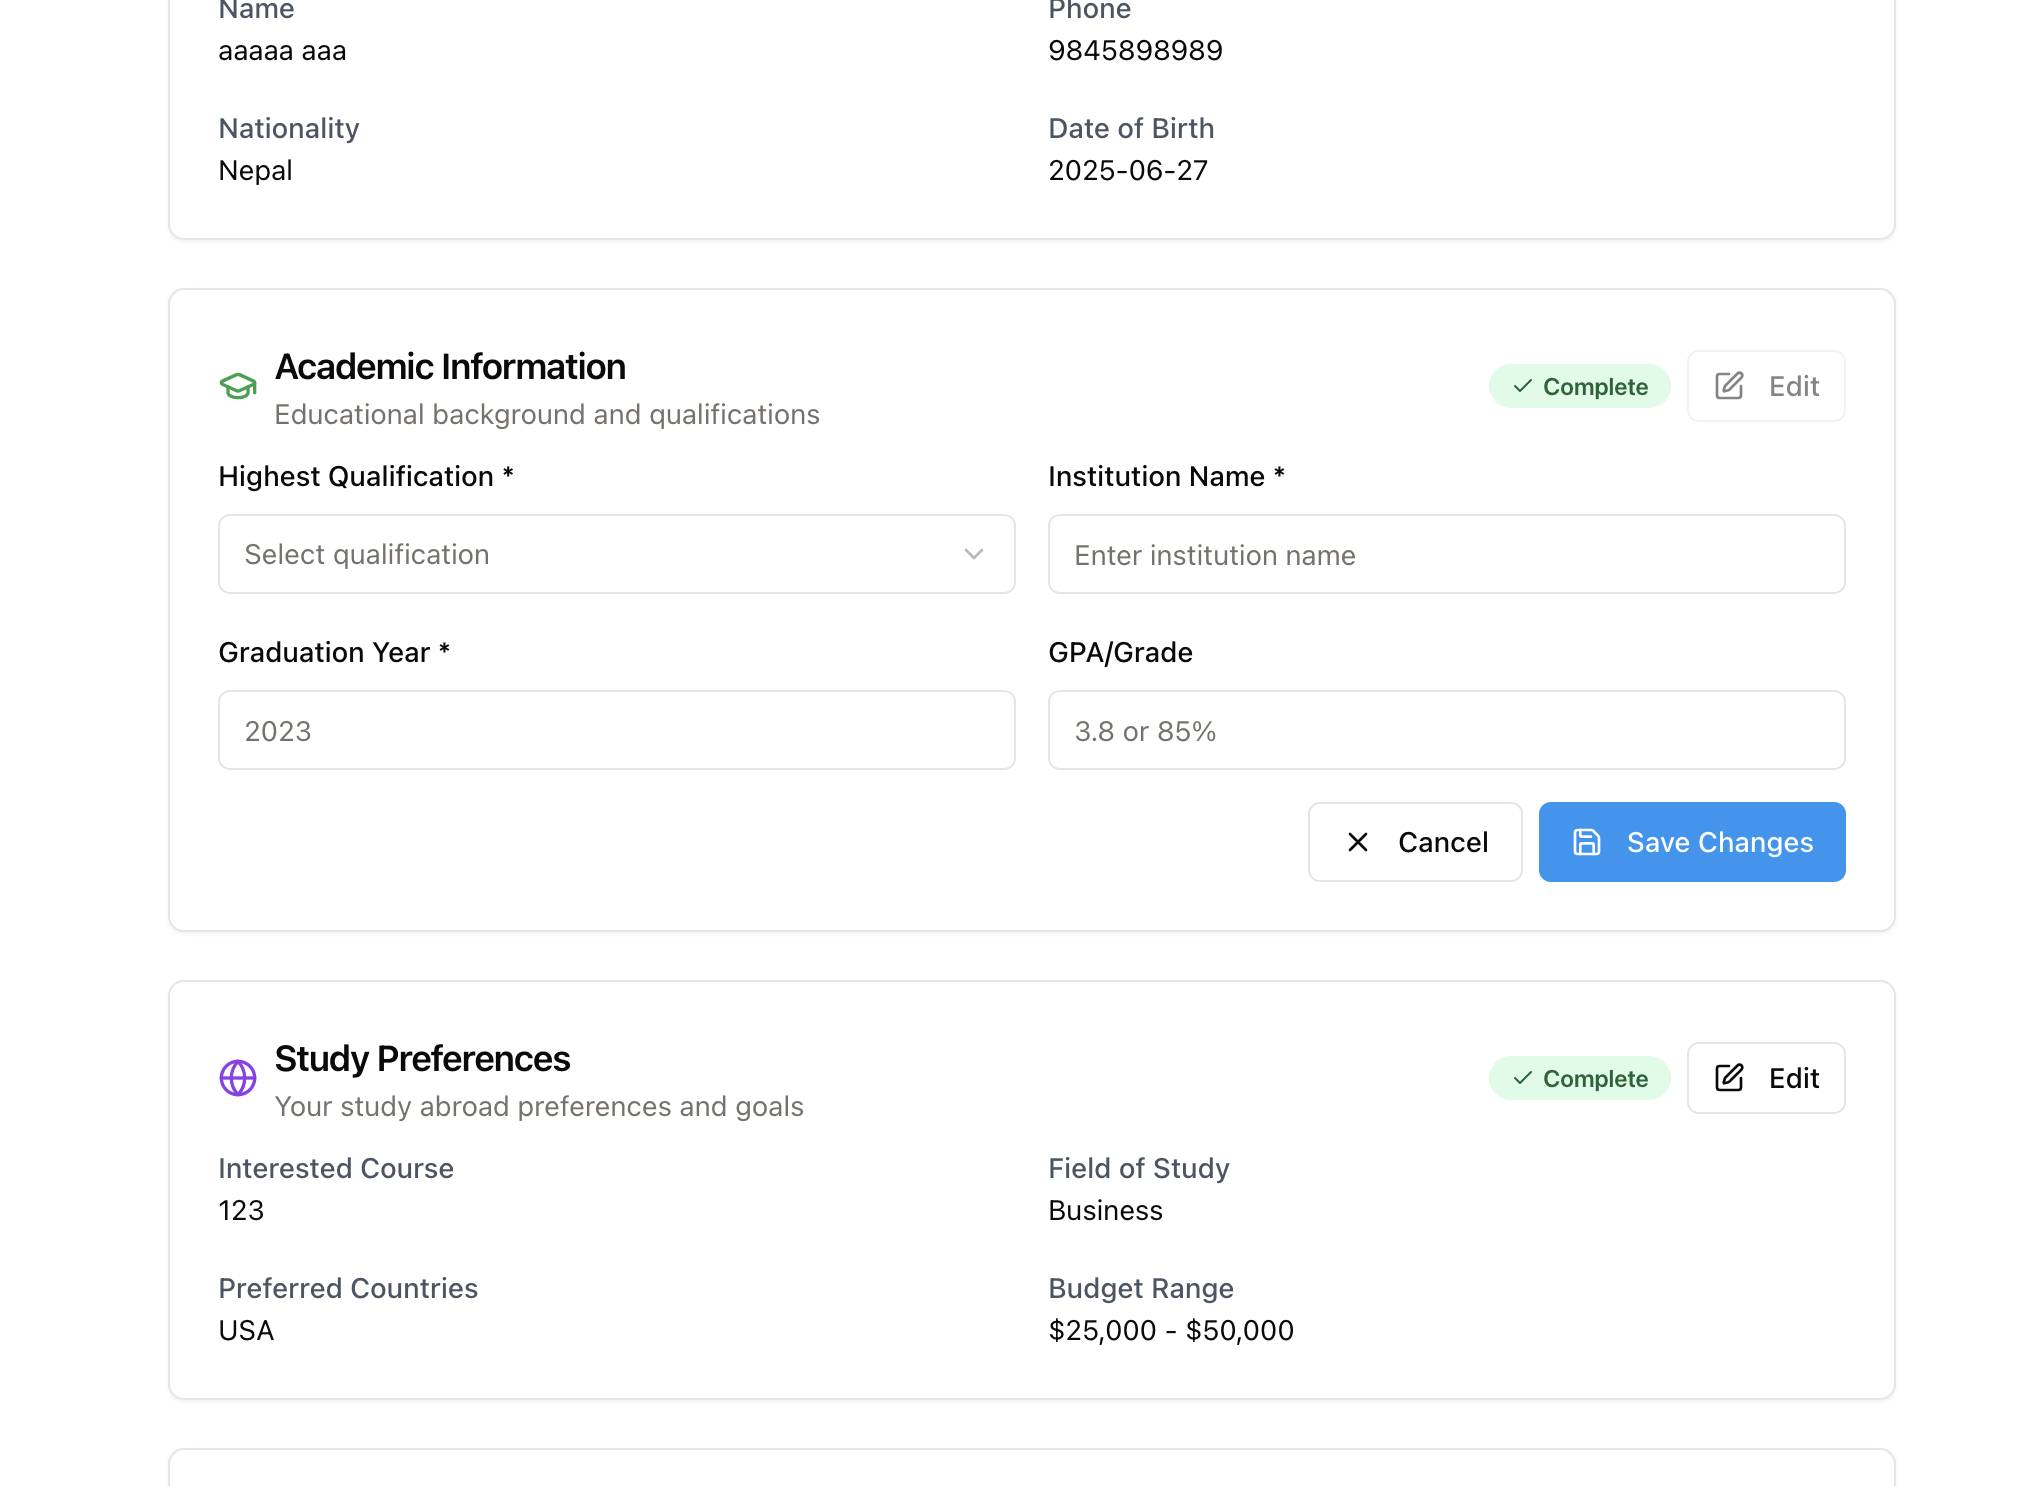 Name
Phone
aaaaa aaa
9845898989
Nationality
Date of Birth
Nepal
2025-06-27
Academic Information
Educational background and qualifications
Complete
Edit
Highest Qualification *
Institution Name *
Select qualification
Enter institution name
Graduation Year *
GPA/Grade
2023
3.8 or 85%
Cancel
Save Changes
Study Preferences
Your study abroad preferences and goals
Complete
Edit
Interested Course
Field of Study
123
Business
Preferred Countries
Budget Range
USA
$25,000 - $50,000